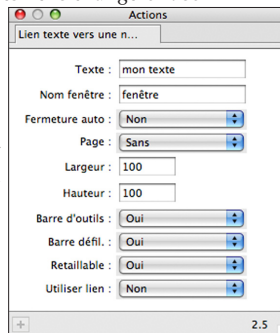 Actions
Lien texte vers une n...
Texte : mon texte
Nom fenêtre : fenêtre
Fermeture auto : Non
Page : Sans
Largeur : 100
Hauteur : 100
Barre d'outils : Oui
Barre défil. : Oui
Retaillable : Oui
Utiliser lien : Non
+ 2.5